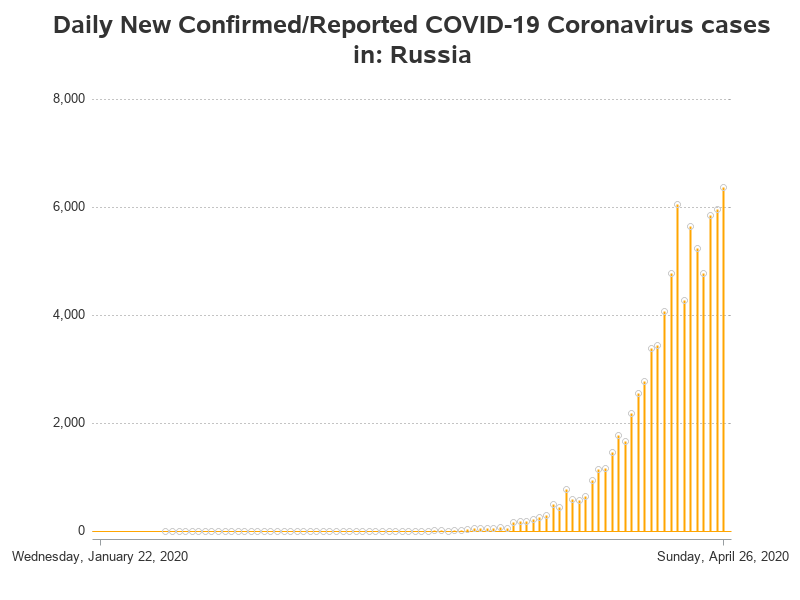 Daily New Confirmed/Reported COVID-19 Coronavirus cases
in: Russia
8,000
6,000
4,000
2,000
0
Wednesday, January 22, 2020
Sunday, April 26, 2020